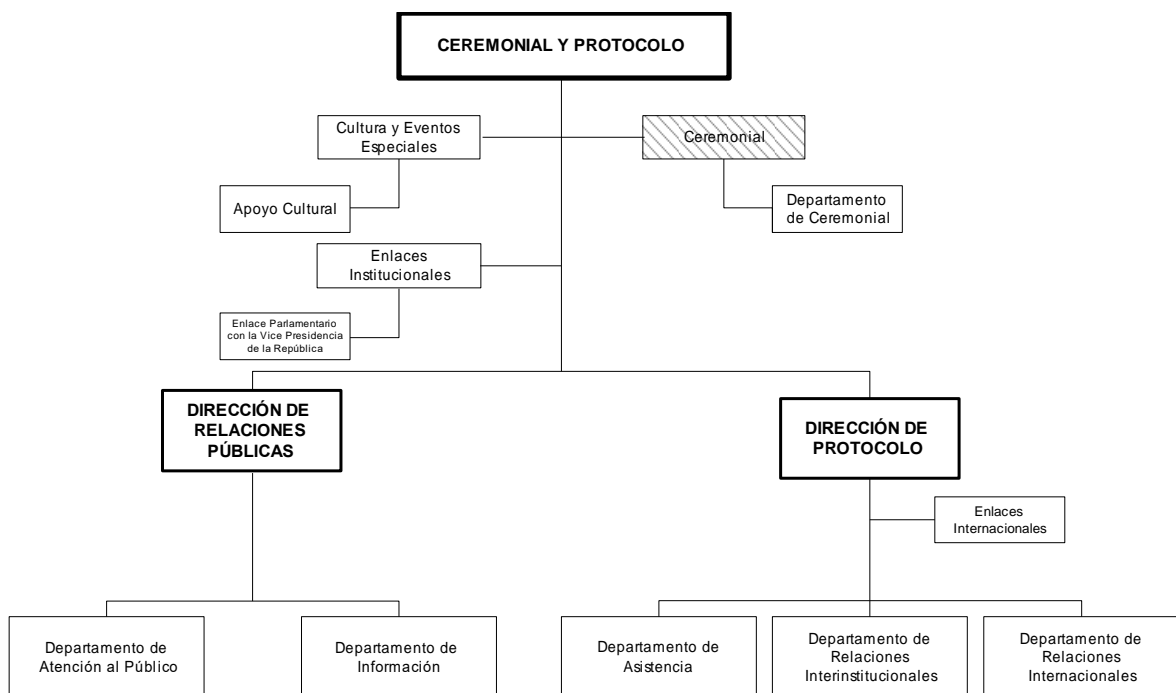 CEREMONIAL Y PROTOCOLO
Cultura y Eventos
Especiales
Ceremonial
Apoyo Cultural
Departamento
de Ceremonial
Enlaces
Institucionales
Enlace Parlamentario
con la Vice Presidencia
de la República
DIRECCIÓN DE
RELACIONES
PÚBLICAS
DIRECCIÓN DE
PROTOCOLO
Enlaces
Internacionales
Departamento de
Atención al Público
Departamento de
Información
Departamento de
Asistencia
Departamento de
Relaciones
Interinstitucionales
Departamento de
Relaciones
Internacionales